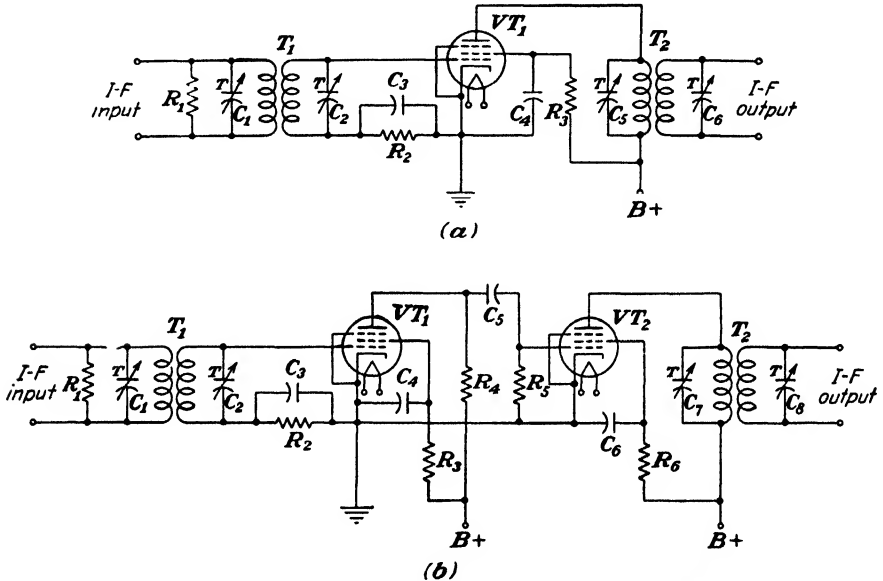 VT1
T1
T2
I-F input
R1
T
C1
T
C2
C3
R2
C4
R3
T
C5
T
C6
I-F output
B+
(a)
VT1
C5
VT2
T1
T2
I-F input
R1
T
C1
T
C2
C3
R2
C4
R3
R4
R5
C6
R6
T
C7
T
C8
I-F output
B+
B+
(b)